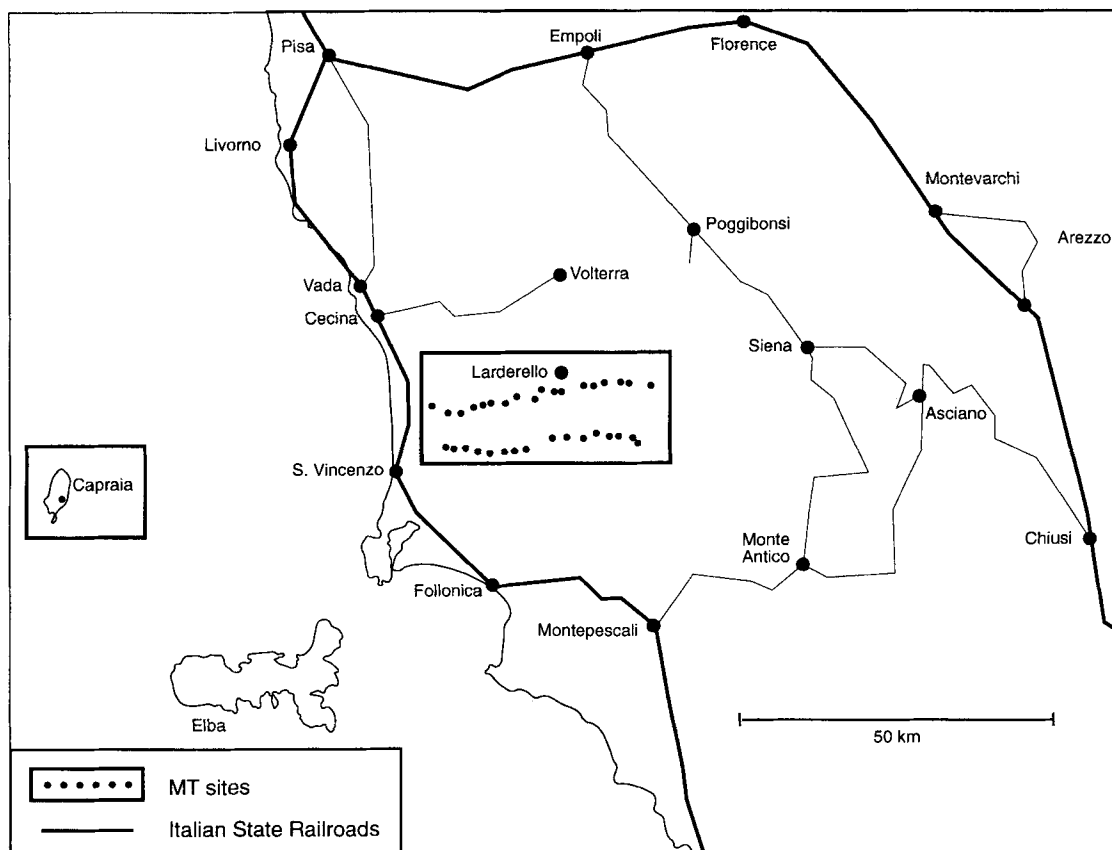 Pisa
Empoli
Florence
Livorno
Montevarchi
Poggibonsi
Arezzo
Volterra
Vada
Cecina
Siena
Larderello
Asciano
S. Vincenzo
Capraia
Monte
Antico
Chiusi
Follonica
Montepescali
Elba
50 km
MT sites
Italian State Railroads